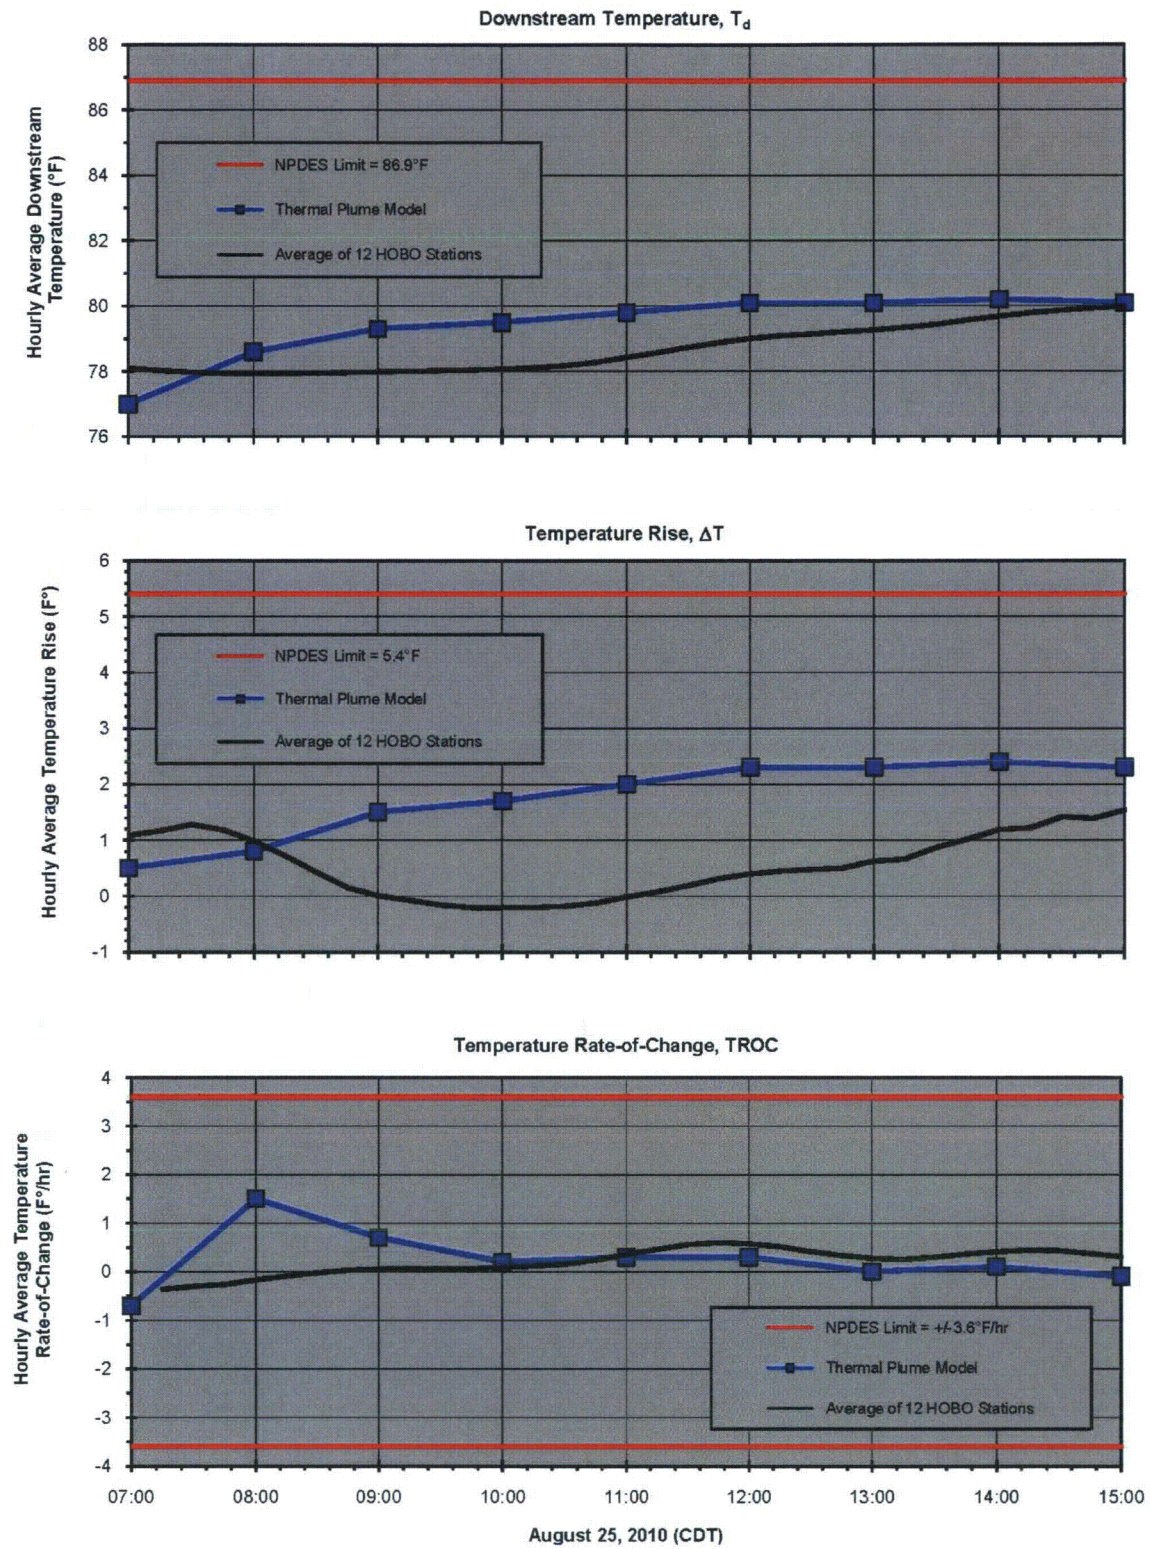 Downstream Temperature, Td
Hourly Average Downstream
Temperature (°F)
88
86
84
82
80
78
76
NPDES Limit = 86.9°F
Thermal Plume Model
Average of 12 HOBO Stations
Temperature Rise, ΔT
Hourly Average Temperature Rise (F°)
6
5
4
3
2
1
0
-1
NPDES Limit = 5.4°F
Thermal Plume Model
Average of 12 HOBO Stations
Temperature Rate-of-Change, TROC
Hourly Average Temperature
Rate-of-Change (F°/hr)
4
3
2
1
0
-1
-2
-3
-4
NPDES Limit = +/-3.6°F/hr
Thermal Plume Model
Average of 12 HOBO Stations
07:00 08:00 09:00 10:00 11:00 12:00 13:00 14:00 15:00
August 25, 2010 (CDT)